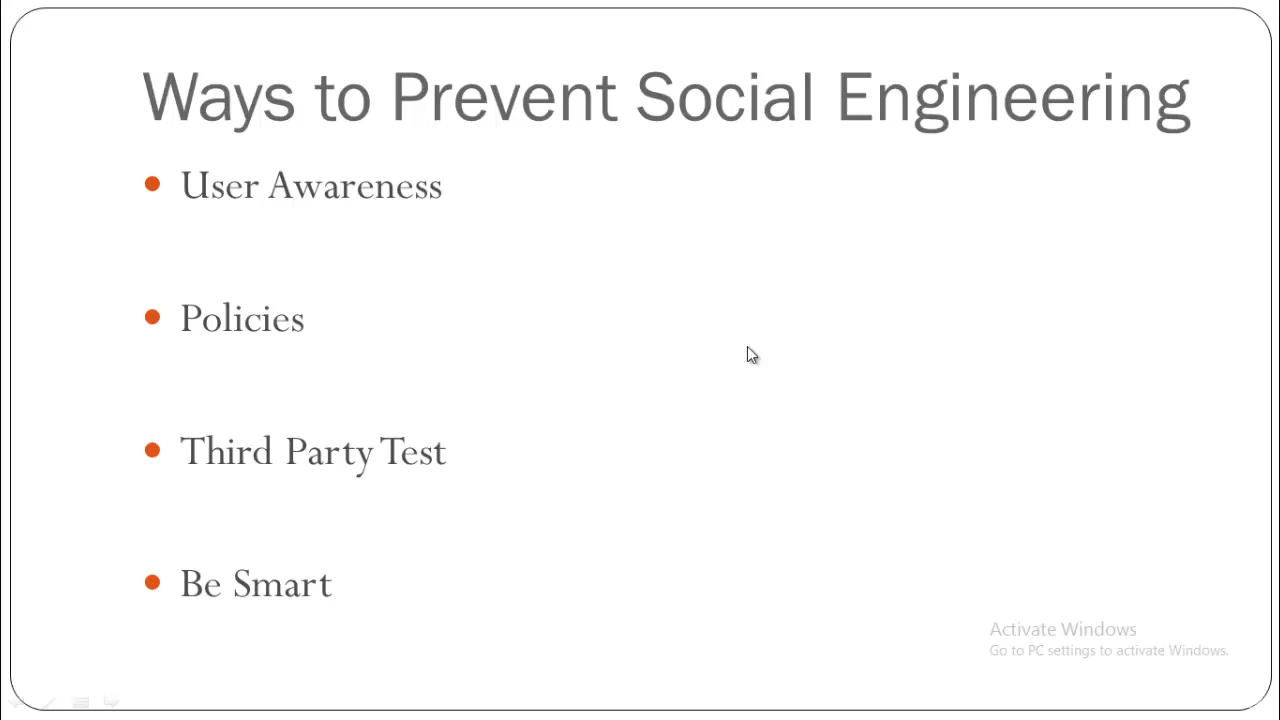 Ways to Prevent Social Engineering
User Awareness
Policies
Third Party Test
Be Smart
Activate Windows
Go to PC settings to activate Windows.